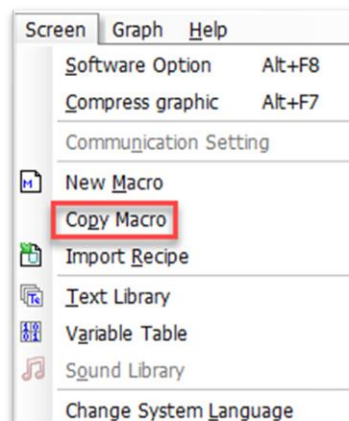 Screen Graph Help
Software Option Alt+F8
Compress graphic Alt+F7
Communication Setting
New Macro
Copy Macro
Import Recipe
Text Library
Variable Table
Sound Library
Change System Language